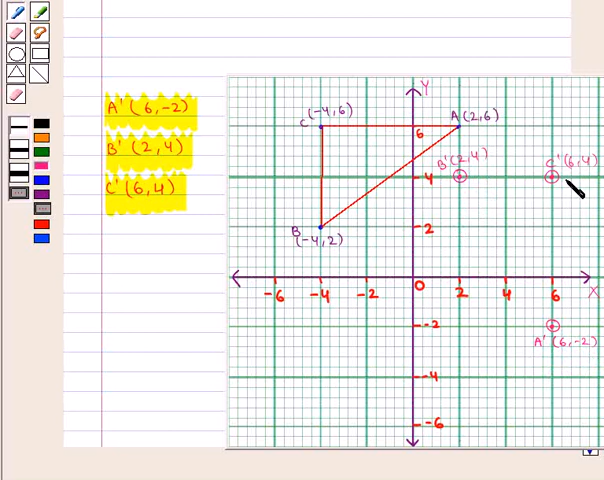 A'(6,-2)
B'(2,4)
C'(6,4)
Y
C(-4,6)
A(2,6)
6
B'(2,4)
C'(6,4)
4
B
(-4,2)
2
-6 -4 -2 0 2 4 6 X
-2
A'(6,-2)
-4
-6